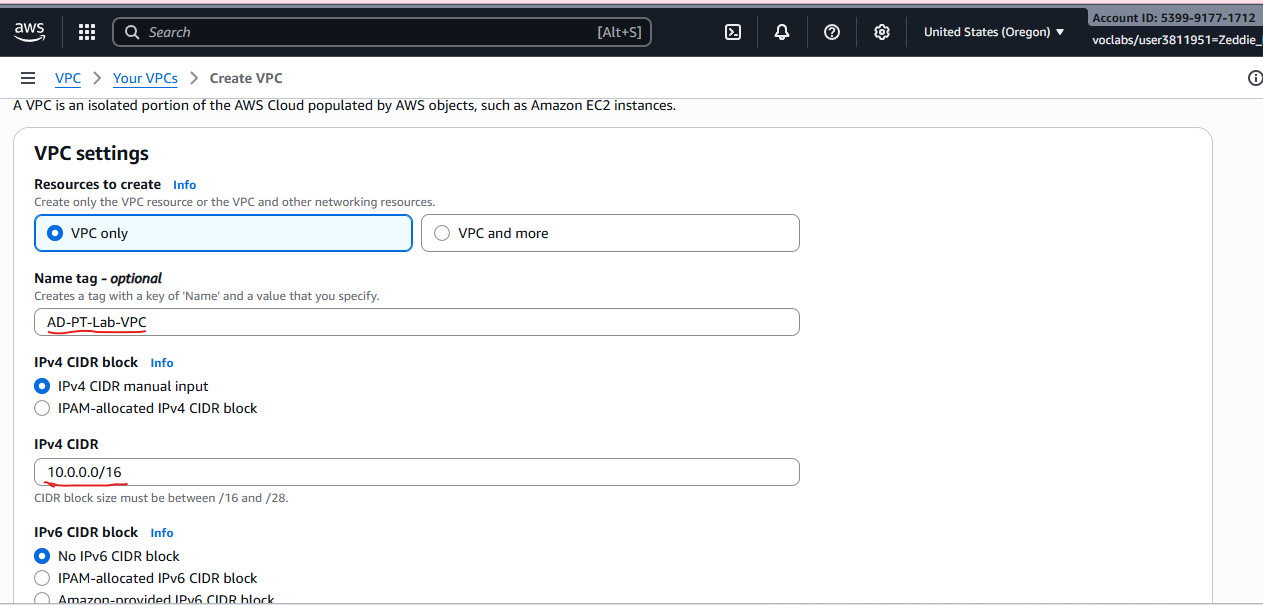 aws
Search
[Alt+S]
United States (Oregon)
Account ID: 5399-9177-1712
voclabs/user3811951=Zeddie_
VPC
Your VPCs
Create VPC
A VPC is an isolated portion of the AWS Cloud populated by AWS objects, such as Amazon EC2 instances.
VPC settings
Resources to create Info
Create only the VPC resource or the VPC and other networking resources.
VPC only
VPC and more
Name tag - optional
Creates a tag with a key of 'Name' and a value that you specify.
AD-PT-Lab-VPC
IPv4 CIDR block Info
IPv4 CIDR manual input
IPAM-allocated IPv4 CIDR block
IPv4 CIDR
10.0.0.0/16
CIDR block size must be between /16 and /28.
IPv6 CIDR block Info
No IPv6 CIDR block
IPAM-allocated IPv6 CIDR block
Amazon-provided IPv6 CIDR block